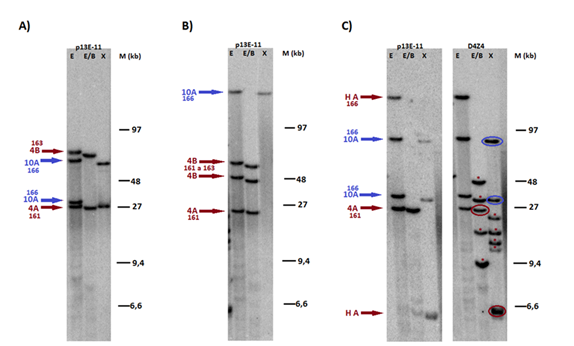 A)
p13E-11
E E/B X
M (kb)
163
4B
10A
166
166
10A
4A
161
97
48
27
9,4
6,6
B)
p13E-11
E E/B X
M (kb)
10A
166
4B
161 a 163
4B
4A
161
97
48
27
9,4
6,6
C)
p13E-11 D4Z4
E E/B X E E/B X
M (kb)
H A
166
166
10A
166
10A
4A
161
H A
97
48
27
9,4
6,6